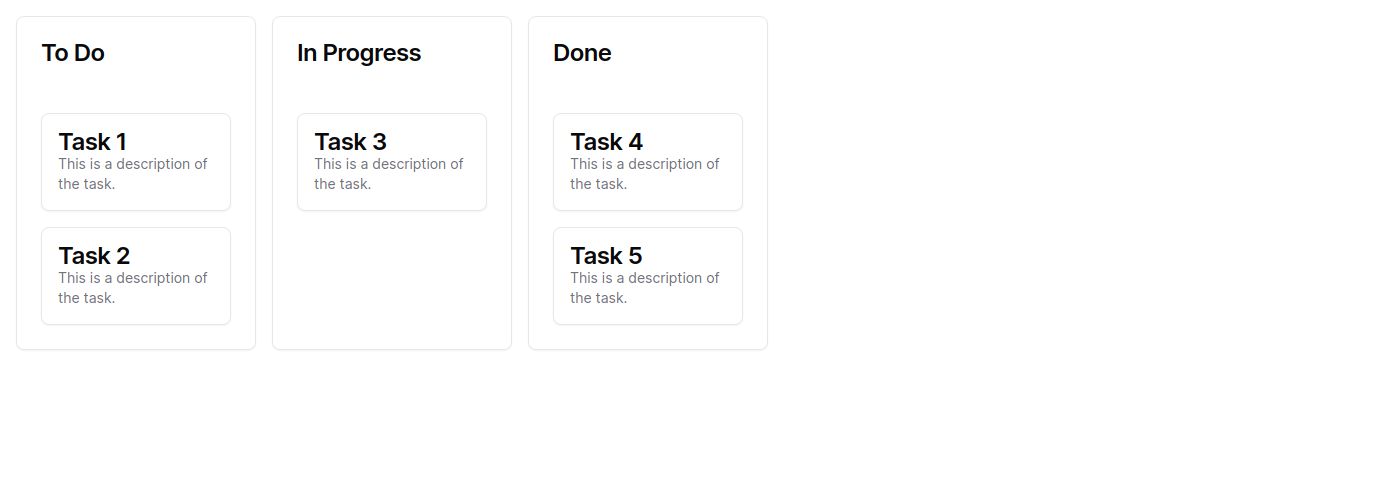 To Do
Task 1
This is a description of
the task.
Task 2
This is a description of
the task.
In Progress
Task 3
This is a description of
the task.
Done
Task 4
This is a description of
the task.
Task 5
This is a description of
the task.